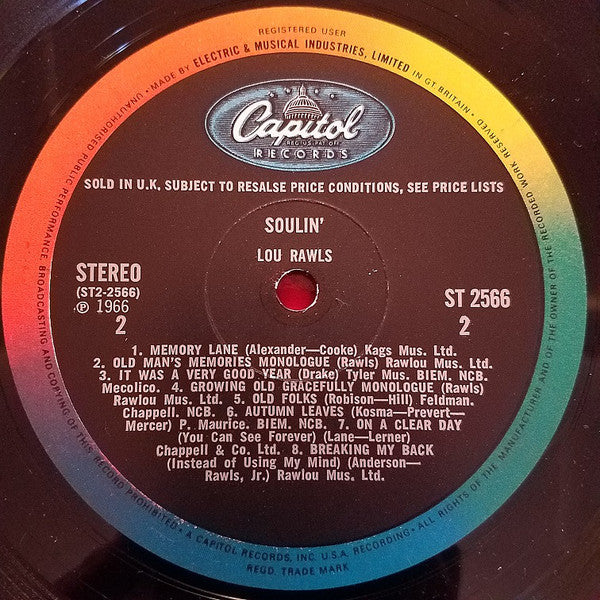 REGISTERED USER
UNAUTHORISED PUBLIC PERFORMANCE, BROADCASTING AND COPYING OF THIS RECORD PROHIBITED • MADE BY ELECTRIC & MUSICAL INDUSTRIES, LIMITED IN GT BRITAIN • ALL RIGHTS OF THE MANUFACTURER AND OF THE OWNER OF THE RECORDED WORK RESERVED
Capitol
REG. U.S. PAT. OFF.
RECORDS
SOLD IN U.K. SUBJECT TO RESALSE PRICE CONDITIONS, SEE PRICE LISTS
SOULIN'
LOU RAWLS
STEREO
(ST2-2566)
℗ 1966
2
ST 2566
2
1. MEMORY LANE (Alexander—Cooke) Kags Mus. Ltd.
2. OLD MAN'S MEMORIES MONOLOGUE (Rawls) Rawlou Mus. Ltd.
3. IT WAS A VERY GOOD YEAR (Drake) Tyler Mus. BIEM. NCB.
Mecolico. 4. GROWING OLD GRACEFULLY MONOLOGUE (Rawls)
Rawlou Mus. Ltd. 5. OLD FOLKS (Robison—Hill) Feldman.
Chappell. NCB. 6. AUTUMN LEAVES (Kosma—Prevert—
Mercer) P. Maurice. BIEM. NCB. 7. ON A CLEAR DAY
(You Can See Forever) (Lane—Lerner)
Chappell & Co. Ltd. 8. BREAKING MY BACK
(Instead of Using My Mind) (Anderson—
Rawls, Jr.) Rawlou Mus. Ltd.
• A CAPITOL RECORDS, INC. U.S.A. RECORDING •
REGD. TRADE MARK